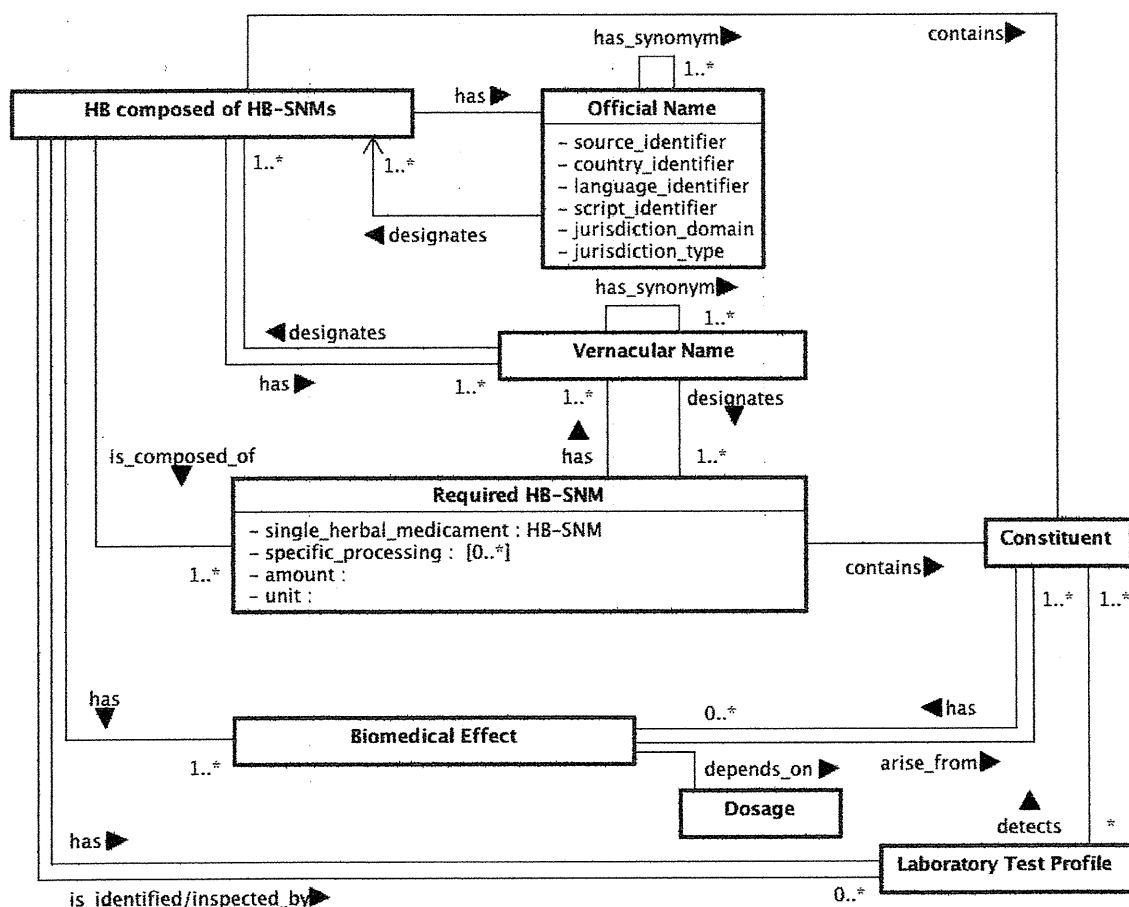 has_synomym
contains
HB composed of HB-SNMs
has
1..*
Official Name
- source_identifier
- country_identifier
- language_identifier
- script_identifier
- jurisdiction_domain
- jurisdiction_type
1..*
1..*
designates
has_synonym
1..*
designates
Vernacular Name
has
1..*
1..*
designates
is_composed_of
has
1..*
Required HB-SNM
- single_herbal_medicament : HB-SNM
- specific_processing : [0..*]
- amount :
- unit :
1..*
Constituent
contains
1..*
1..*
has
0..*
has
Biomedical Effect
1..*
depends_on
arise_from
Dosage
detects
*
has
Laboratory Test Profile
is_identified/inspected_by
0..*